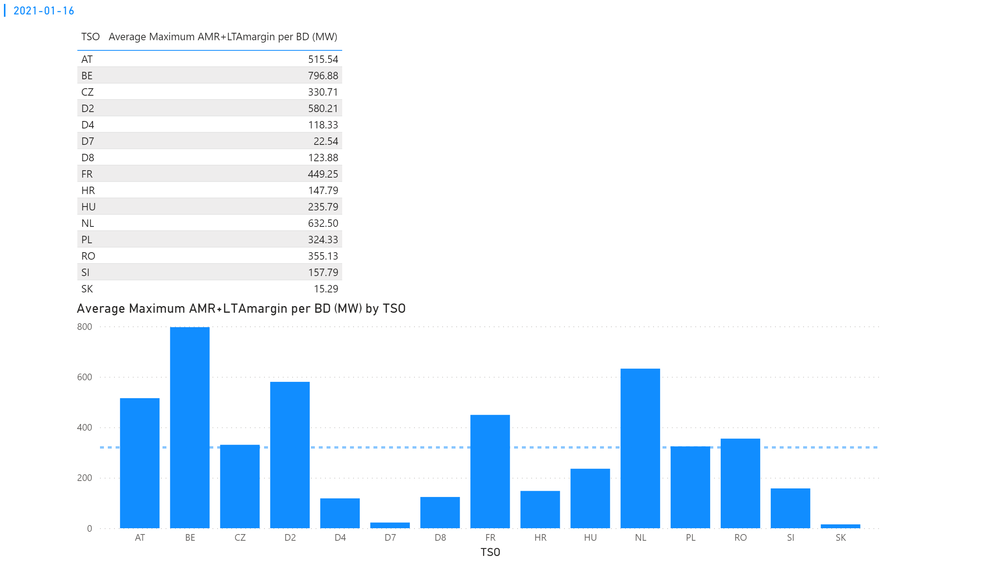 2021-01-16
TSO Average Maximum AMR+LTAmargin per BD (MW)
AT 515.54
BE 796.88
CZ 330.71
D2 580.21
D4 118.33
D7 22.54
D8 123.88
FR 449.25
HR 147.79
HU 235.79
NL 632.50
PL 324.33
RO 355.13
SI 157.79
SK 15.29
Average Maximum AMR+LTAmargin per BD (MW) by TSO
800
600
400
200
0
AT BE CZ D2 D4 D7 D8 FR HR HU NL PL RO SI SK
TSO